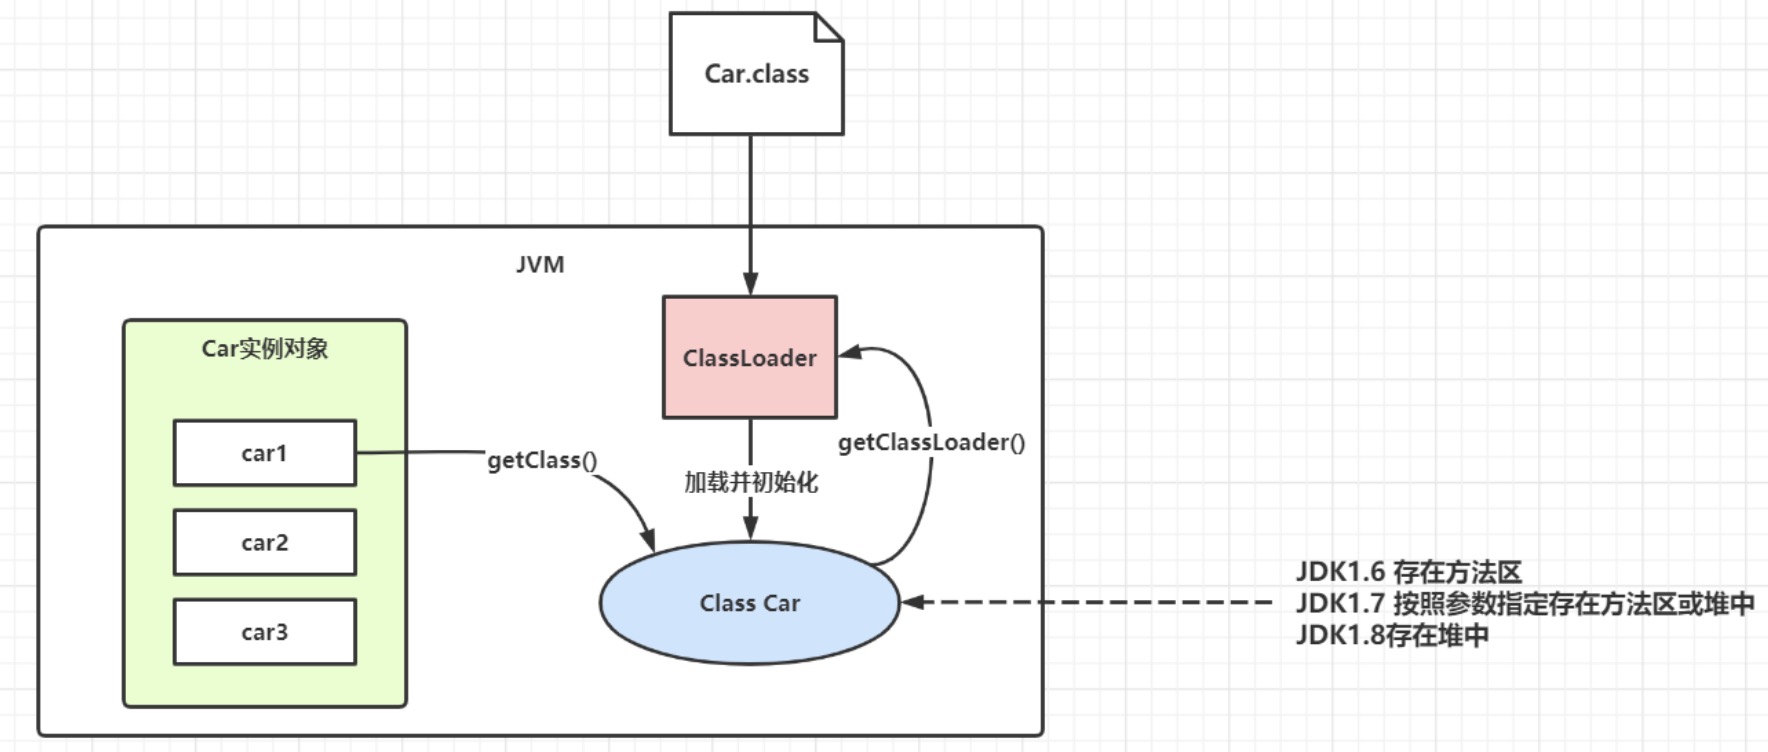 Car.class
JVM
Car实例对象
ClassLoader
car1
getClass()
getClassLoader()
加载并初始化
car2
Class Car
car3
JDK1.6 存在方法区
JDK1.7 按照参数指定存在方法区或堆中
JDK1.8存在堆中